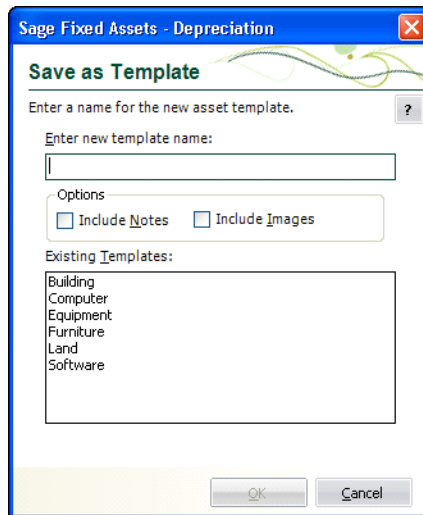 Sage Fixed Assets - Depreciation
Save as Template
Enter a name for the new asset template.
?
Enter new template name:
Options
Include Notes Include Images
Existing Templates:
Building
Computer
Equipment
Furniture
Land
Software
OK Cancel